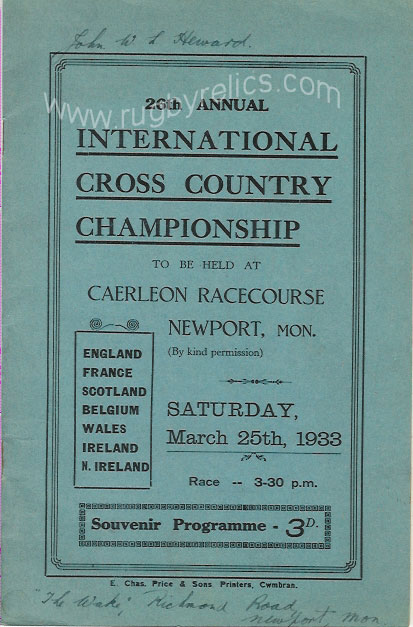 John W L Heward.
www.rugbyrelics.com
26th ANNUAL
INTERNATIONAL
CROSS COUNTRY
CHAMPIONSHIP
TO BE HELD AT
CAERLEON RACECOURSE
NEWPORT, MON.
(By kind permission)
ENGLAND
FRANCE
SCOTLAND
BELGIUM
WALES
IRELAND
N. IRELAND
SATURDAY,
March 25th, 1933
Race -- 3-30 p.m.
Souvenir Programme - 3D.
E. Chas. Price & Sons. Printers, Cwmbran.
"The Wake," Richmond Road,
Newport, Mon